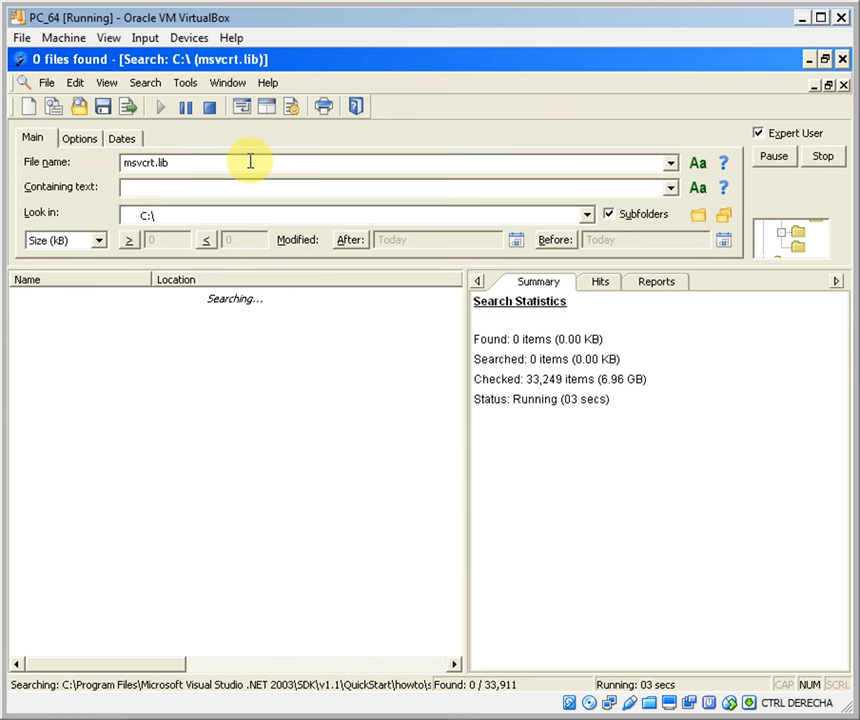 PC_64 [Running] - Oracle VM VirtualBox
File Machine View Input Devices Help
0 files found - [Search: C:\ (msvcrt.lib)]
File Edit View Search Tools Window Help
Main Options Dates
Expert User
File name: msvcrt.lib Aa ?
Pause Stop
Containing text: Aa ?
Look in: C:\ Subfolders
Size (kB) ≥ 0 ≤ 0 Modified: After: Today Before: Today
Name Location
Summary Hits Reports
Searching...
Search Statistics
Found: 0 items (0.00 KB)
Searched: 0 items (0.00 KB)
Checked: 33,249 items (6.96 GB)
Status: Running (03 secs)
Searching: C:\Program Files\Microsoft Visual Studio .NET 2003\SDK\v1.1\QuickStart\howto\s Found: 0 / 33,911 Running: 03 secs CAP NUM SCRL
CTRL DERECHA